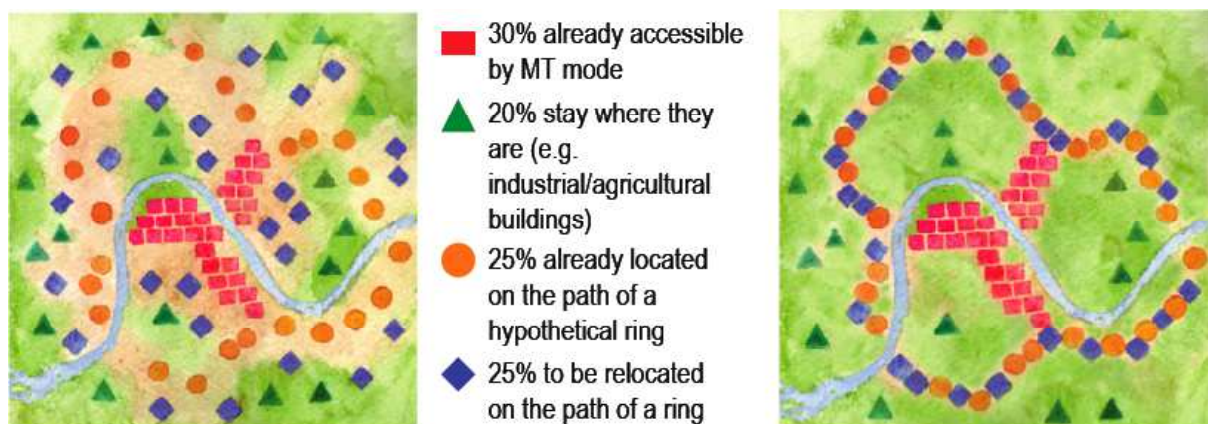 30% already accessible
by MT mode
20% stay where they
are (e.g.
industrial/agricultural
buildings)
25% already located
on the path of a
hypothetical ring
25% to be relocated
on the path of a ring